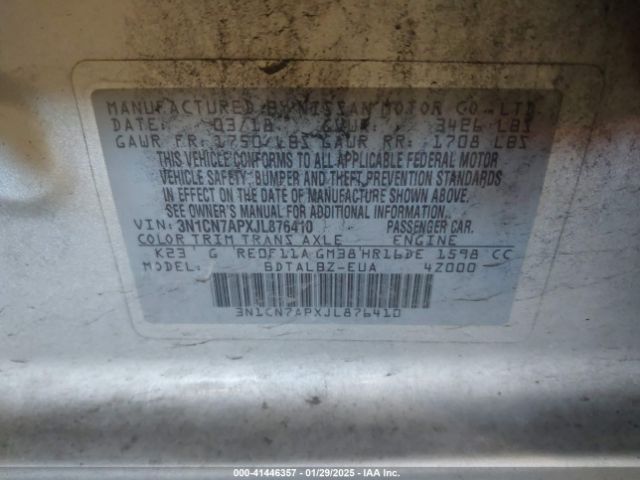 MANUFACTURED BY NISSAN MOTOR CO., LTD.
DATE: 03/18 GVWR: 3426 LBS
GAWR FR: 1750 LBS GAWR RR: 1708 LBS
THIS VEHICLE CONFORMS TO ALL APPLICABLE FEDERAL MOTOR
VEHICLE SAFETY, BUMPER AND THEFT PREVENTION STANDARDS
IN EFFECT ON THE DATE OF MANUFACTURE SHOWN ABOVE.
SEE OWNER'S MANUAL FOR ADDITIONAL INFORMATION.
VIN: 3N1CN7APXJL876410 PASSENGER CAR.
COLOR TRIM TRANS AXLE ENGINE
K23 G RE0F11A GM38 HR16DE 1598 CC
MODEL: BDTALBZ-EUA 4Z000
3N1CN7APXJL876410
000-41446357 - 01/29/2025 - IAA Inc.